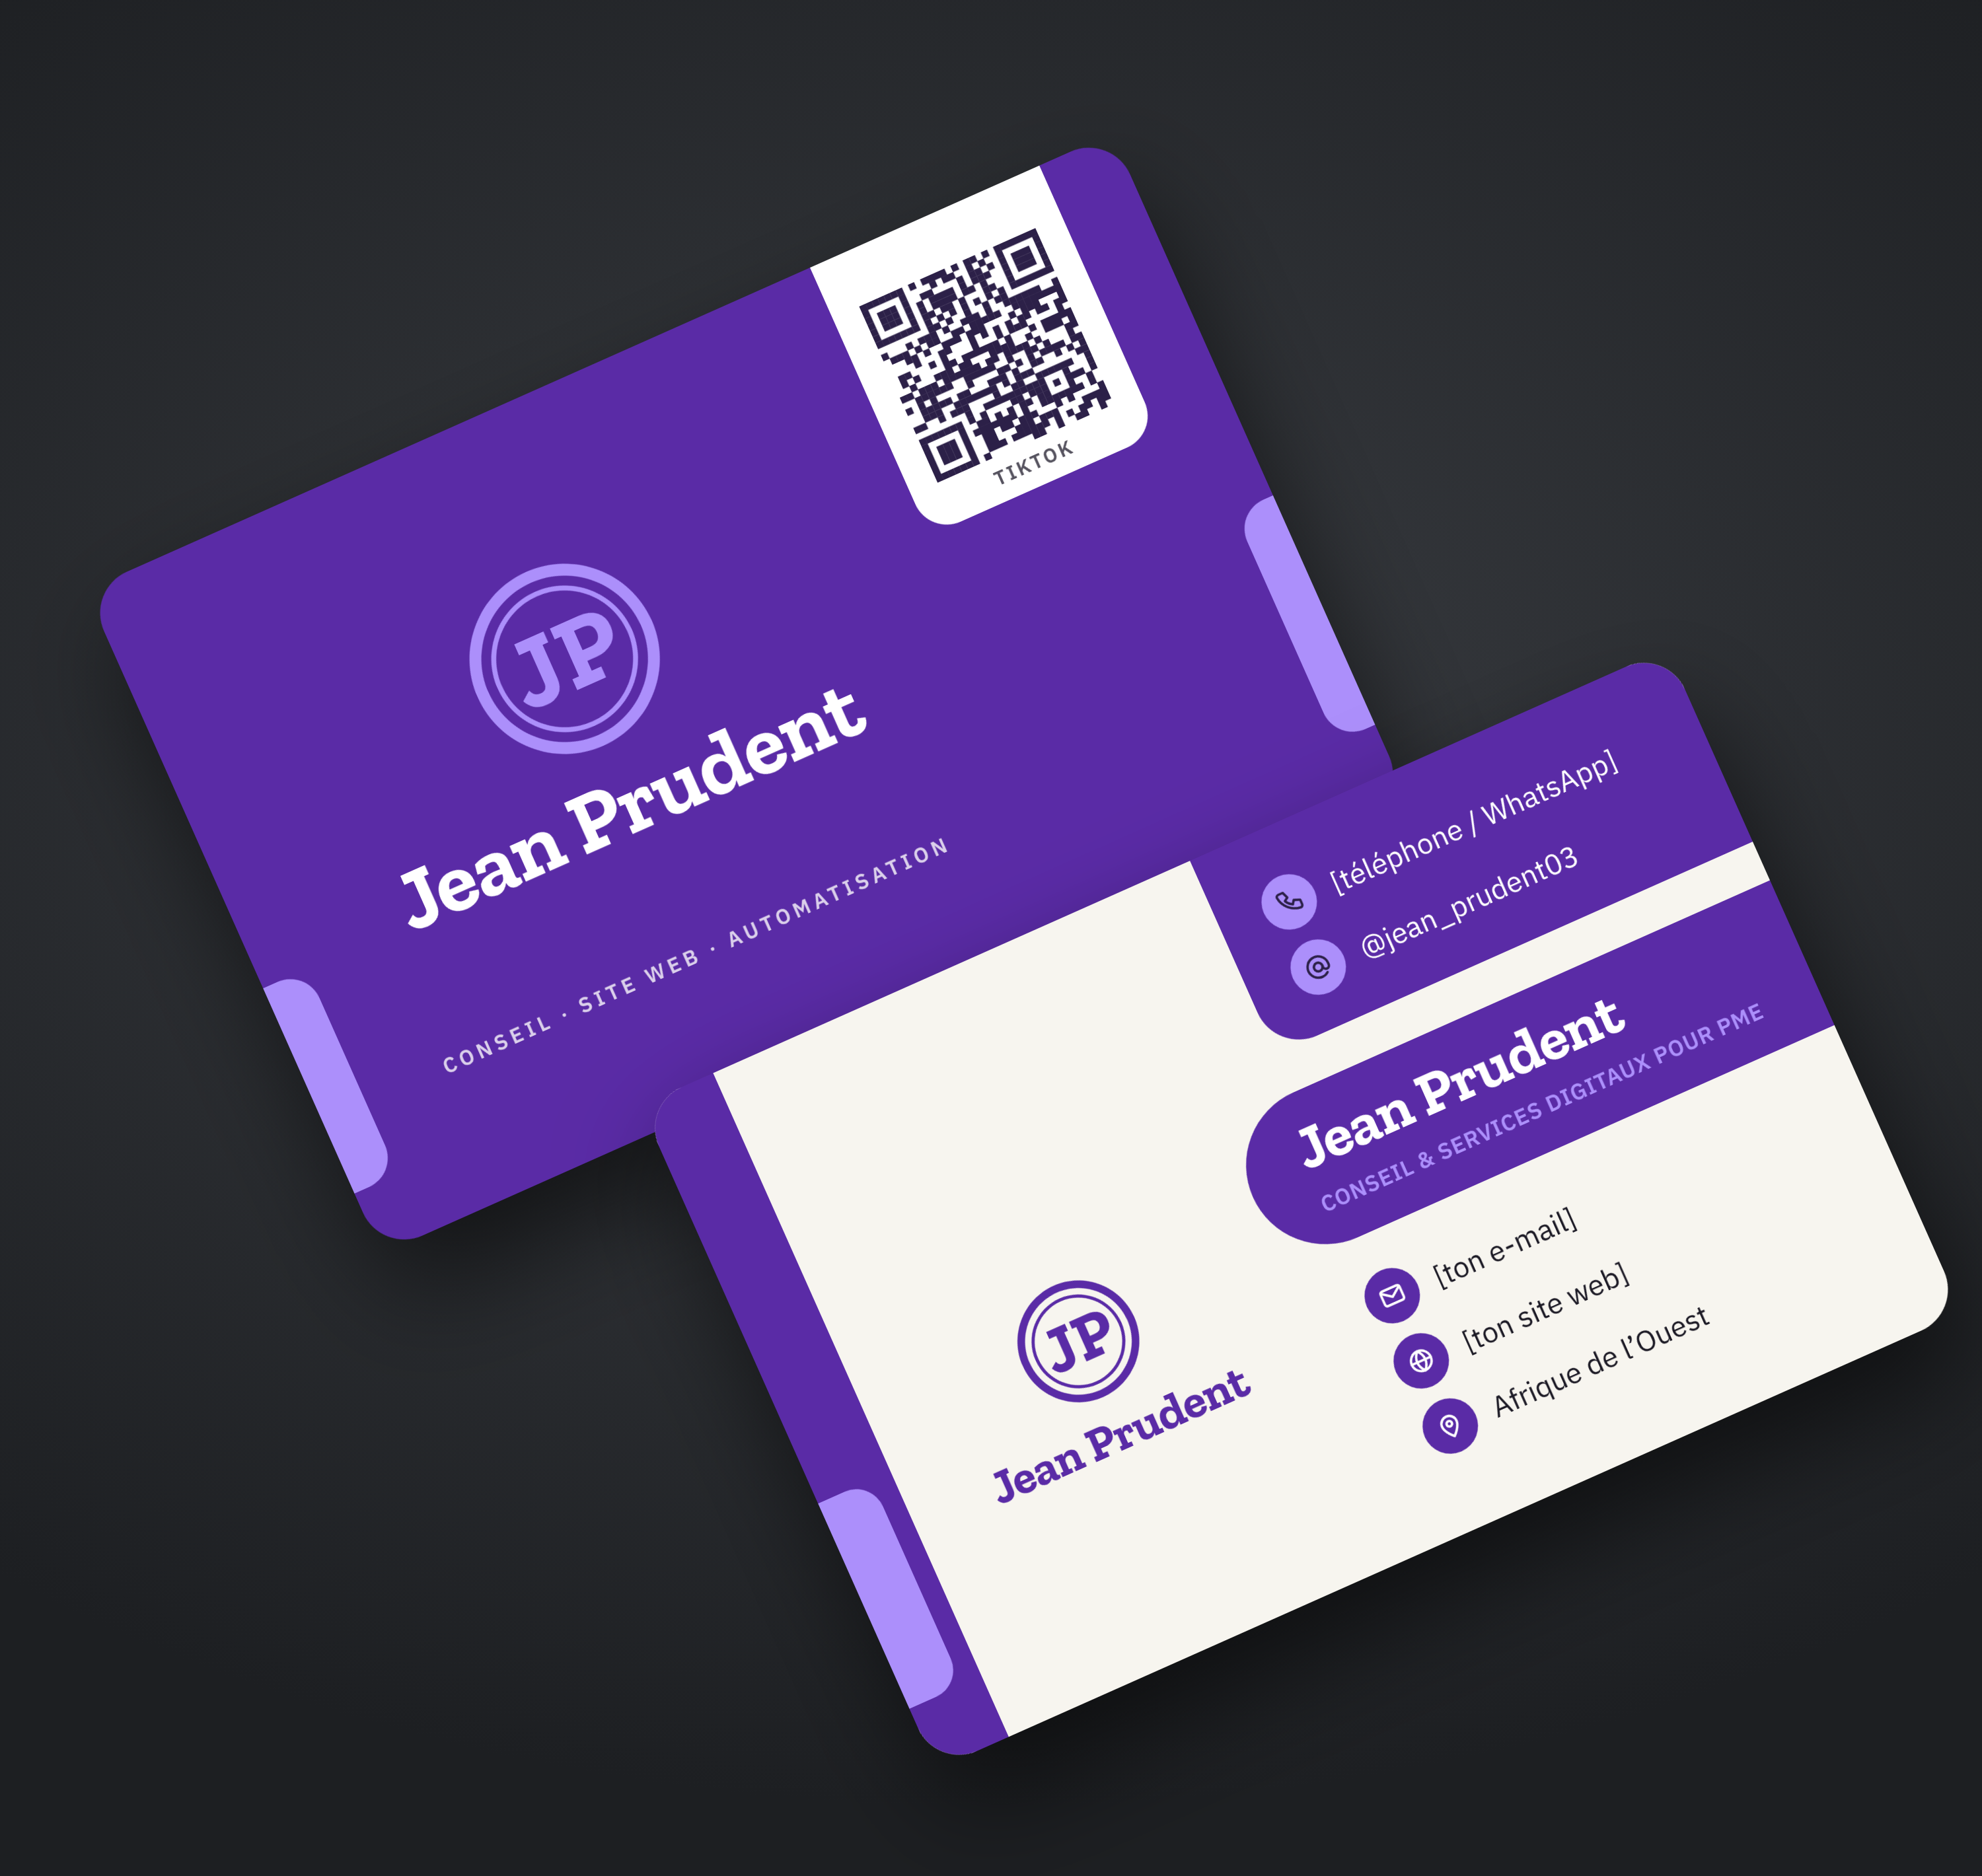 TIKTOK
JP
Jean Prudent
CONSEIL · SITE WEB · AUTOMATISATION
[téléphone / WhatsApp]
@jean_prudent03
Jean Prudent
CONSEIL & SERVICES DIGITAUX POUR PME
[ton e-mail]
[ton site web]
Afrique de l’Ouest
JP
Jean Prudent